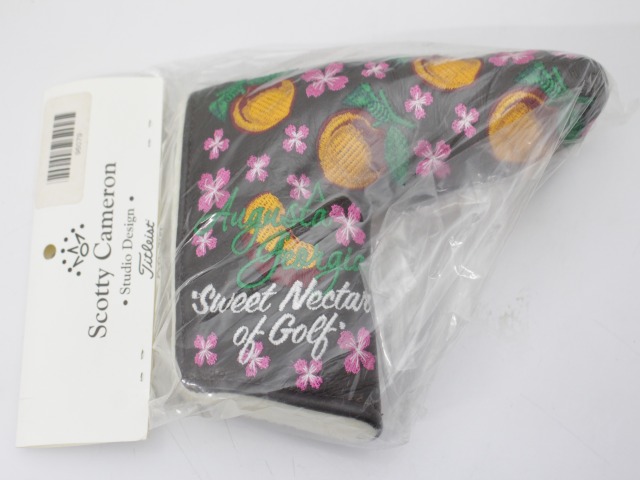 Scotty Cameron
• Studio Design •
Titleist
Augusta
Georgia
"Sweet Nectar
of Golf"